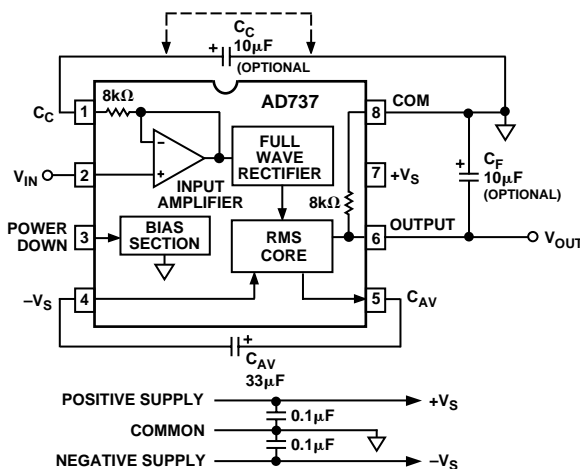 C_C
+ 10µF
(OPTIONAL
8kΩ
AD737
C_C 1
8 COM
FULL
WAVE
RECTIFIER
–
+
INPUT
AMPLIFIER
V_IN 2
7 +V_S
+ C_F
10µF
(OPTIONAL)
8kΩ
POWER
DOWN 3
BIAS
SECTION
RMS
CORE
6 OUTPUT
V_OUT
–V_S 4
5 C_AV
+
C_AV
33µF
POSITIVE SUPPLY +V_S
0.1µF
COMMON
0.1µF
NEGATIVE SUPPLY –V_S